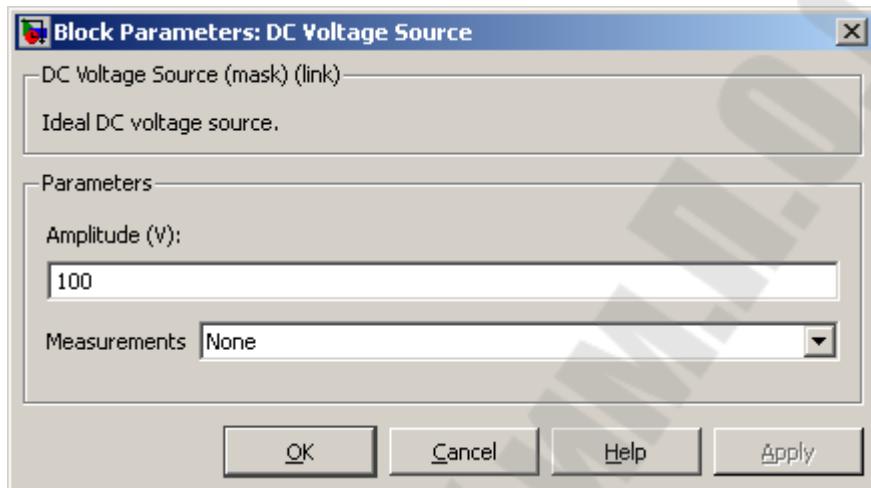 Block Parameters: DC Voltage Source
DC Voltage Source (mask) (link)
Ideal DC voltage source.
Parameters
Amplitude (V):
100
Measurements None
OK Cancel Help Apply